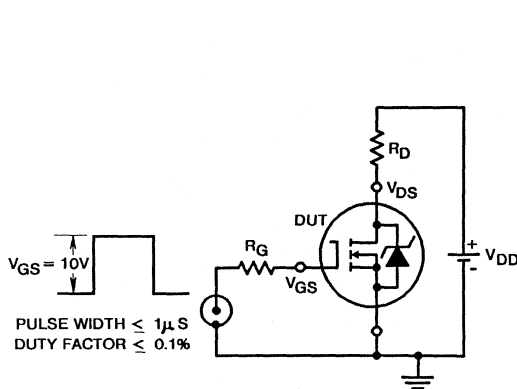 RD
VDS
DUT
RG
VGS = 10V
VGS
+
-
VDD
PULSE WIDTH ≤ 1μS
DUTY FACTOR ≤ 0.1%